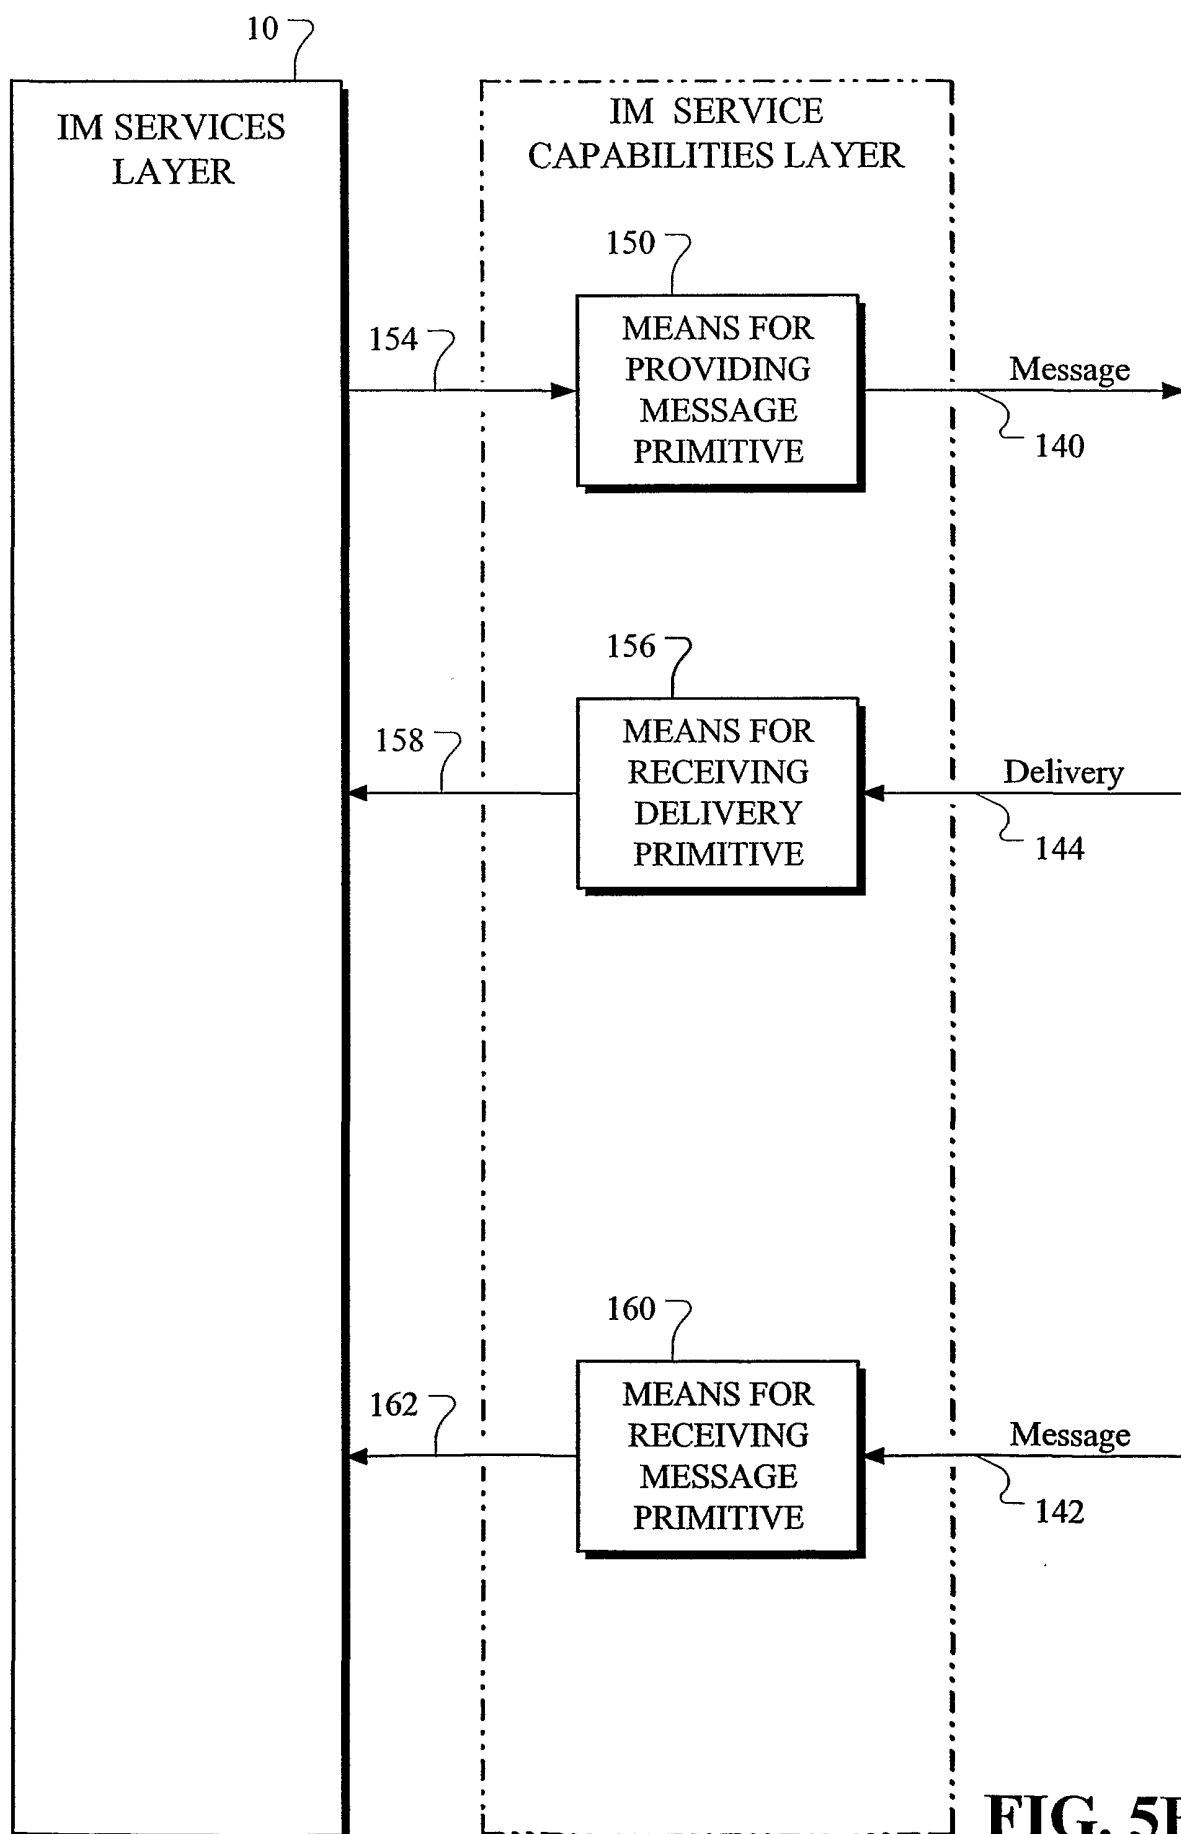 10
IM SERVICES
LAYER
IM SERVICE
CAPABILITIES LAYER
150
MEANS FOR
PROVIDING
MESSAGE
PRIMITIVE
154
Message
140
156
MEANS FOR
RECEIVING
DELIVERY
PRIMITIVE
158
Delivery
144
160
MEANS FOR
RECEIVING
MESSAGE
PRIMITIVE
162
Message
142
FIG.